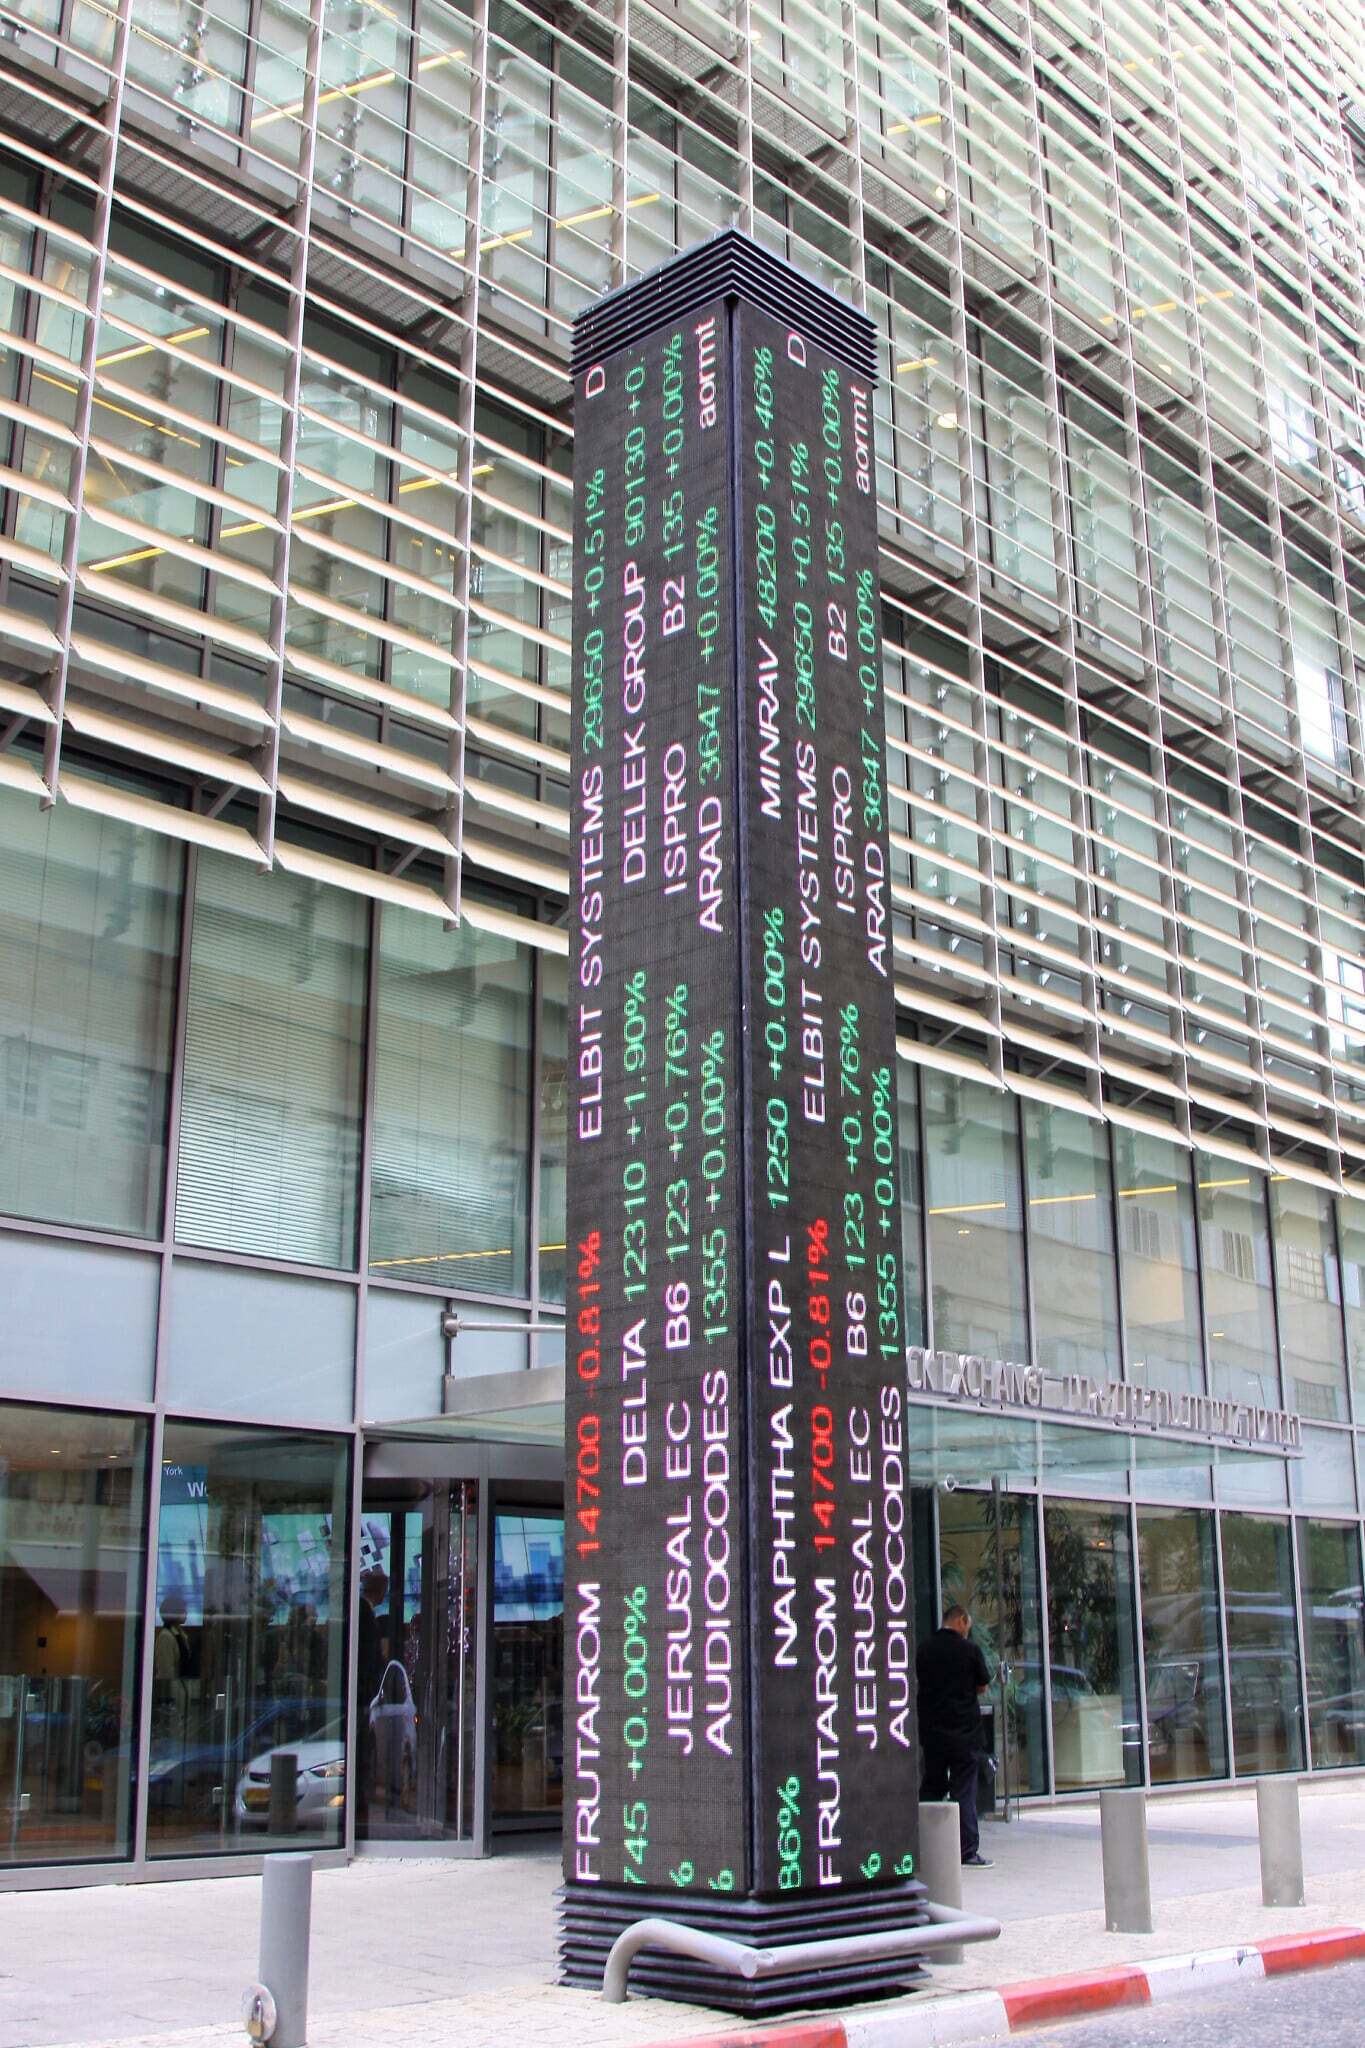 FRUTAROM 14700 -0.81% ELBIT SYSTEMS 29650 +0.51% D
745 +0.00% DELTA 12310 +1.90% DELEK GROUP 90130 +0.
% JERUSAL EC B6 123 +0.76% ISPRO B2 135 +0.00%
% AUDIOCODES 1355 +0.00% ARAD 3647 +0.00% aormt
86% NAPHTHA EXP L 1250 +0.00% MINRAV 48200 +0.46%
FRUTAROM 14700 -0.81% ELBIT SYSTEMS 29650 +0.51% D
% JERUSAL EC B6 123 +0.76% ISPRO B2 135 +0.00%
% AUDIOCODES 1355 +0.00% ARAD 3647 +0.00% aormt
CK EXCHANGE
York